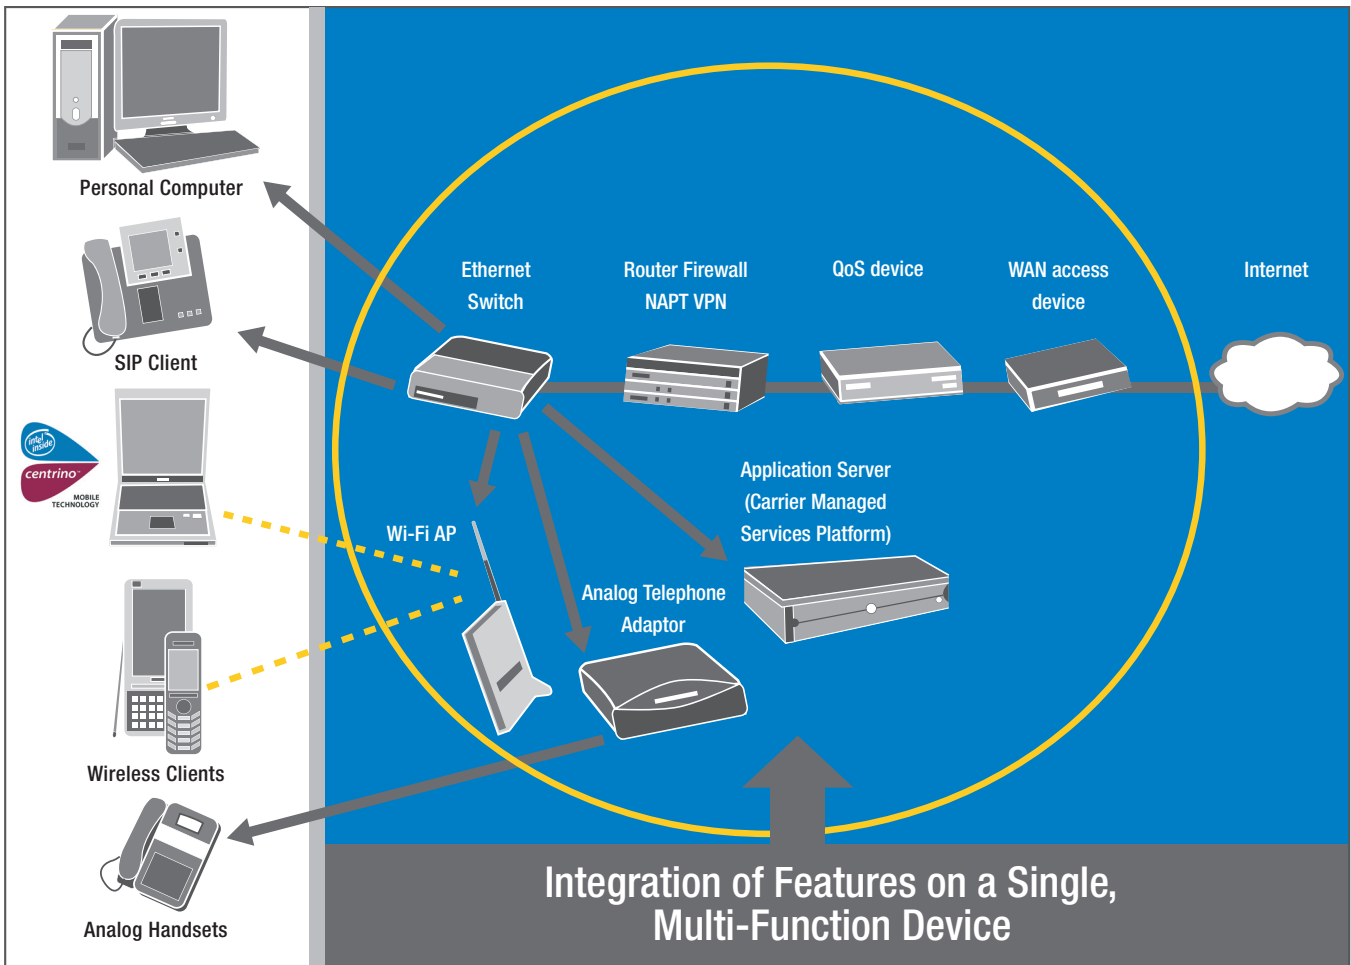 Personal Computer
SIP Client
intel
inside
centrino™
MOBILE
TECHNOLOGY
Wireless Clients
Analog Handsets
Ethernet
Switch
Router Firewall
NAPT VPN
QoS device
WAN access
device
Internet
Wi-Fi AP
Analog Telephone
Adaptor
Application Server
(Carrier Managed
Services Platform)
Integration of Features on a Single,
Multi-Function Device